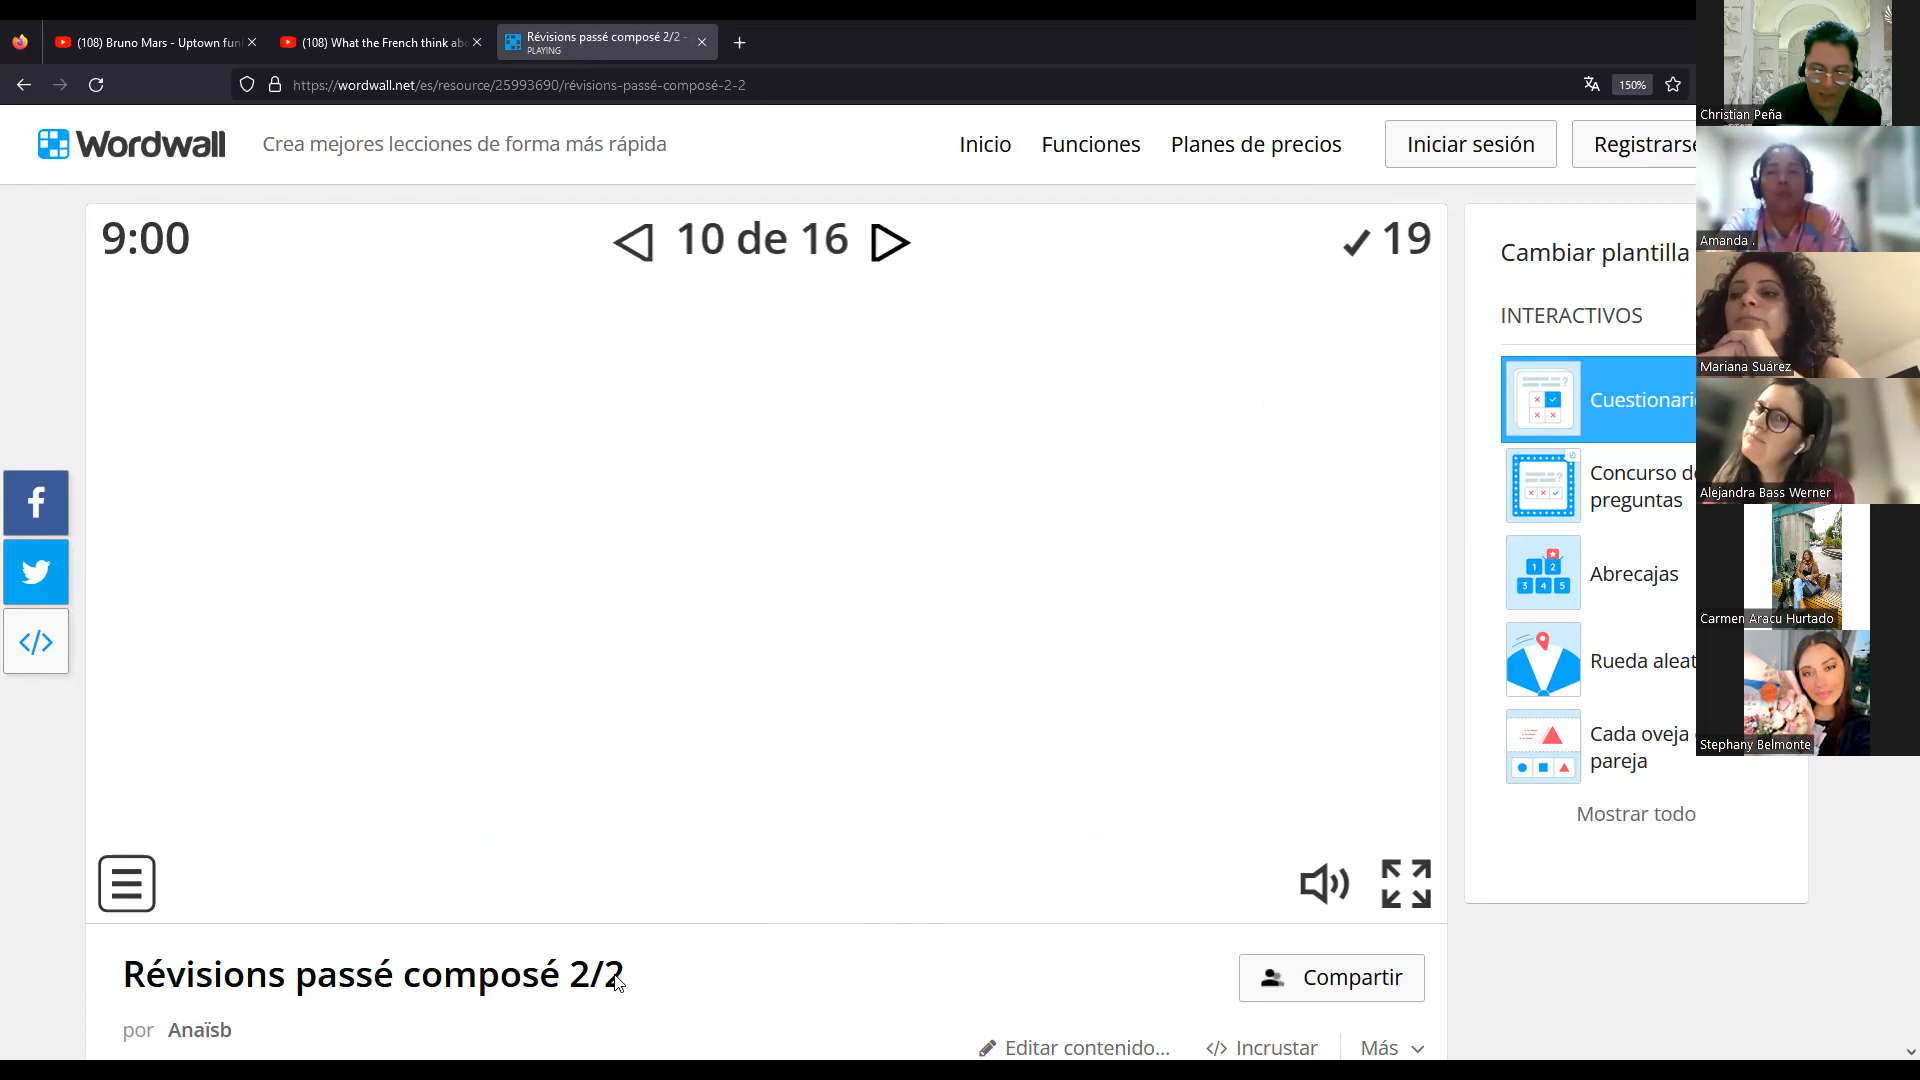 (108) Bruno Mars - Uptown fun
(108) What the French think abo
Révisions passé composé 2/2 -
PLAYING
https://wordwall.net/es/resource/25993690/révisions-passé-composé-2-2
150%
Wordwall
Crea mejores lecciones de forma más rápida
Inicio
Funciones
Planes de precios
Iniciar sesión
Registrarse
9:00
10 de 16
19
Cambiar plantilla
INTERACTIVOS
Cuestionari
Concurso de
preguntas
Abrecajas
Rueda aleat
Cada oveja
pareja
Mostrar todo
Révisions passé composé 2/2
por Anaïsb
Compartir
Editar contenido...
Incrustar
Más
Christian Peña
Amanda .
Mariana Suárez
Alejandra Bass Werner
Carmen Aracu Hurtado
Stephany Belmonte